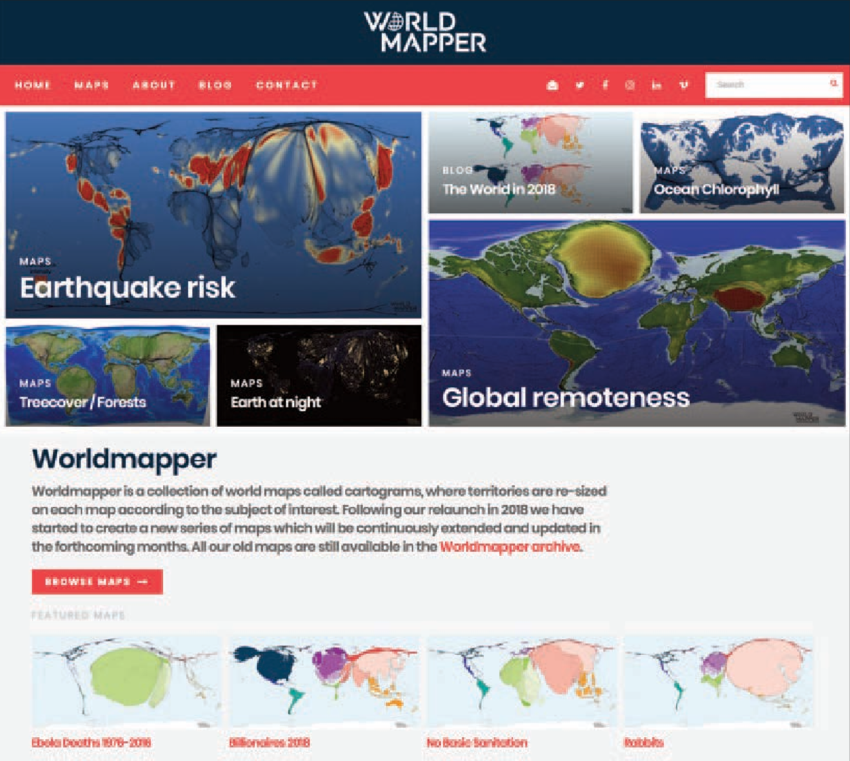 WORLD
MAPPER
HOME MAPS ABOUT BLOG CONTACT
Search
MAPS
Earthquake risk
BLOG
The World in 2018
MAPS
Ocean Chlorophyll
MAPS
Treecover / Forests
MAPS
Earth at night
MAPS
Global remoteness
Worldmapper
Worldmapper is a collection of world maps called cartograms, where territories are re-sized
on each map according to the subject of interest. Following our relaunch in 2018 we have
started to create a new series of maps which will be continuously extended and updated in
the forthcoming months. All our old maps are still available in the Worldmapper archive.
BROWSE MAPS →
FEATURED MAPS
Ebola Deaths 1976-2016
Billionaires 2018
No Basic Sanitation
Rabbits